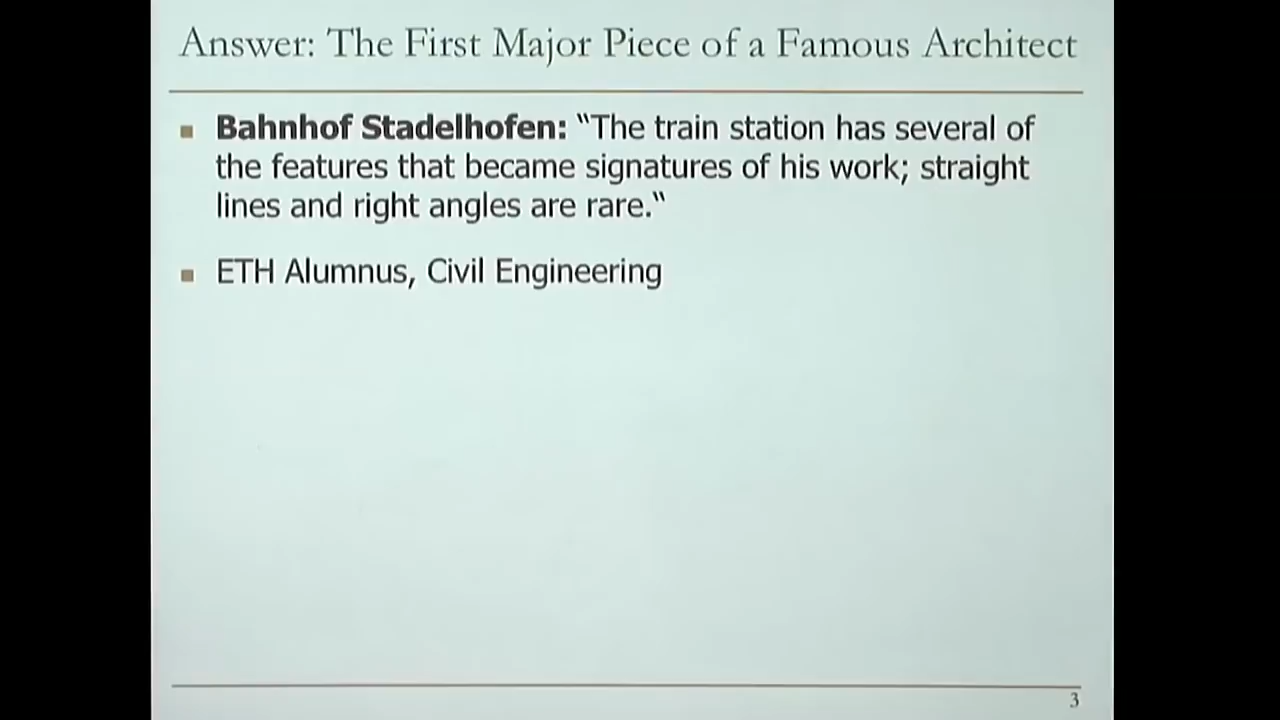 Answer: The First Major Piece of a Famous Architect
Bahnhof Stadelhofen: “The train station has several of
the features that became signatures of his work; straight
lines and right angles are rare.“
ETH Alumnus, Civil Engineering
3